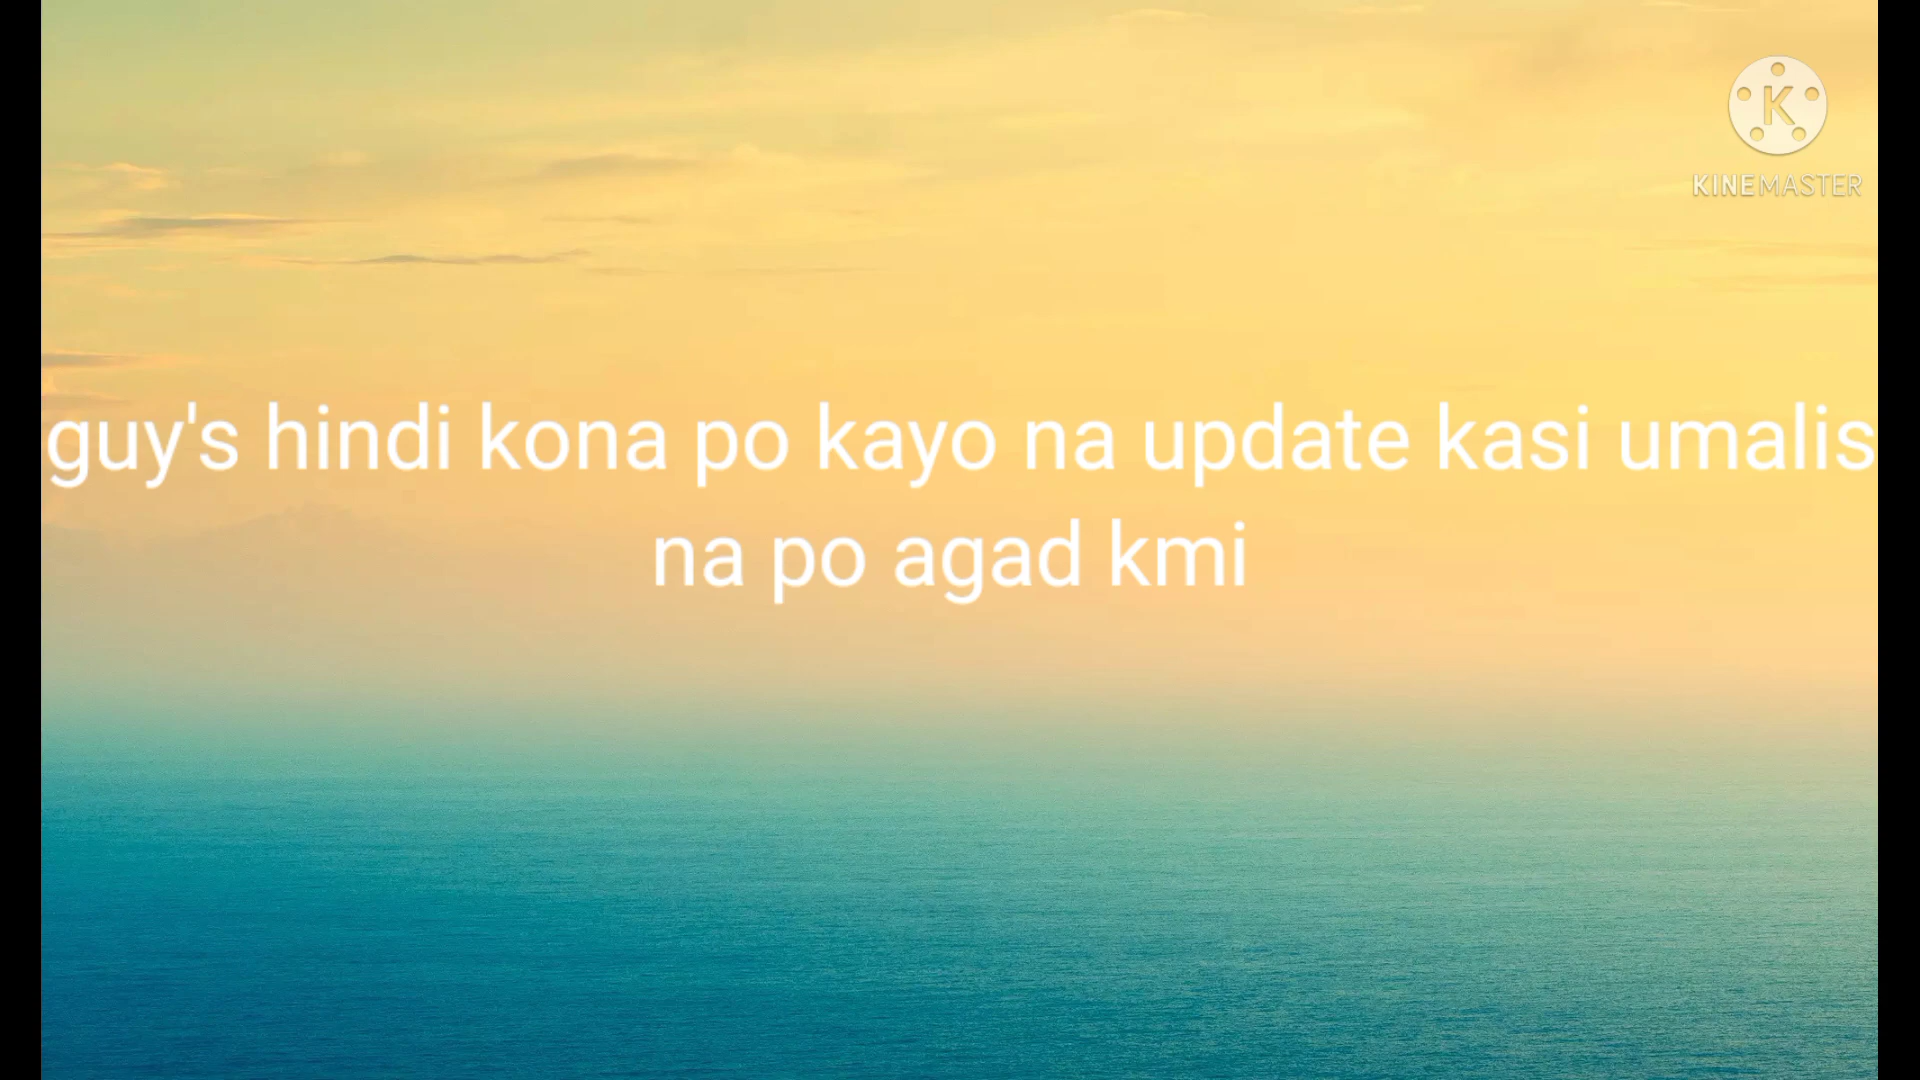 KINEMASTER
guy's hindi kona po kayo na update kasi umalis
na po agad kmi